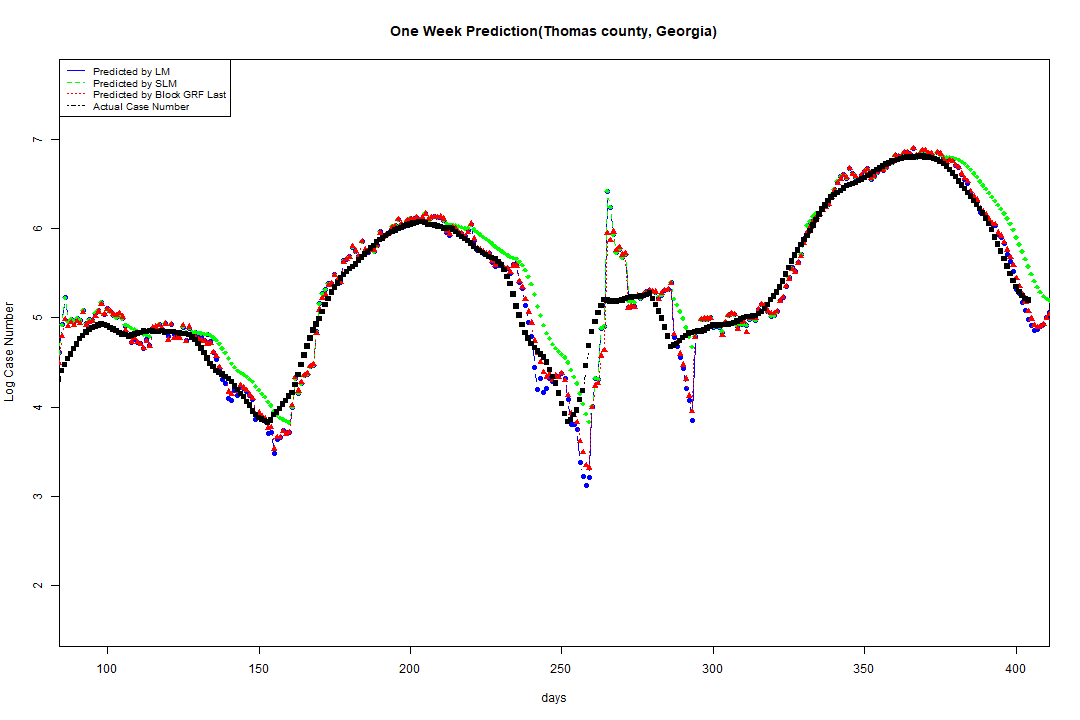 One Week Prediction(Thomas county, Georgia)
Predicted by LM
Predicted by SLM
Predicted by Block GRF Last
Actual Case Number
Log Case Number
7
6
5
4
3
2
100 150 200 250 300 350 400
days